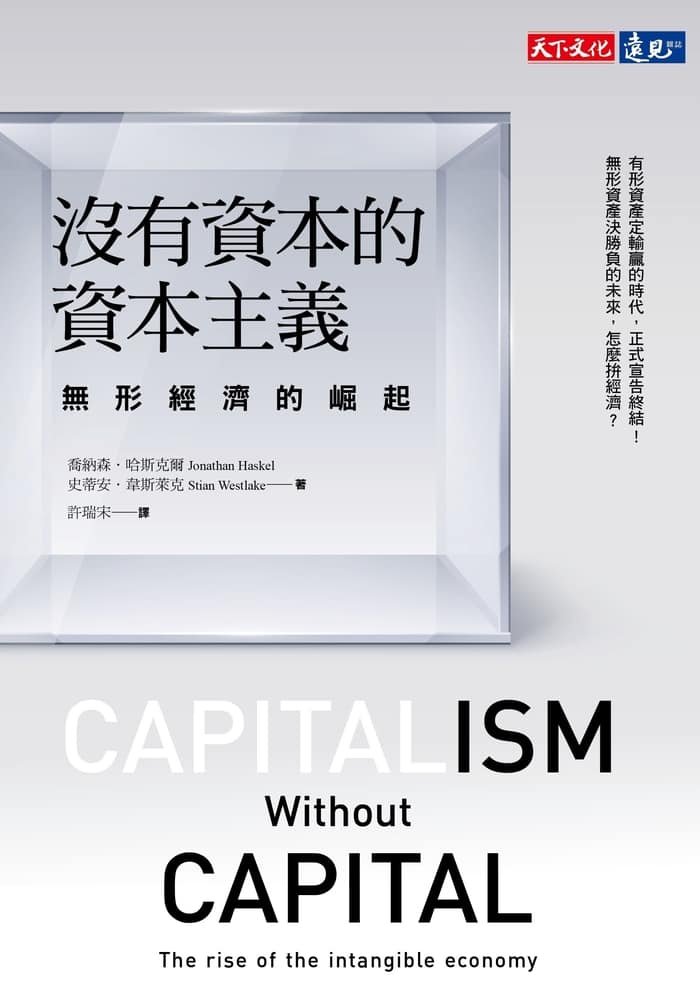 天下文化 遠見雜誌
有形資產定輸贏的時代，正式宣告終結！
無形資產決勝負的未來，怎麼拚經濟？
沒有資本的
資本主義
無形經濟的崛起
喬納森．哈斯克爾 Jonathan Haskel
史蒂安．韋斯萊克 Stian Westlake──著
許瑞宋──譯
CAPITALISM
Without
CAPITAL
The rise of the intangible economy